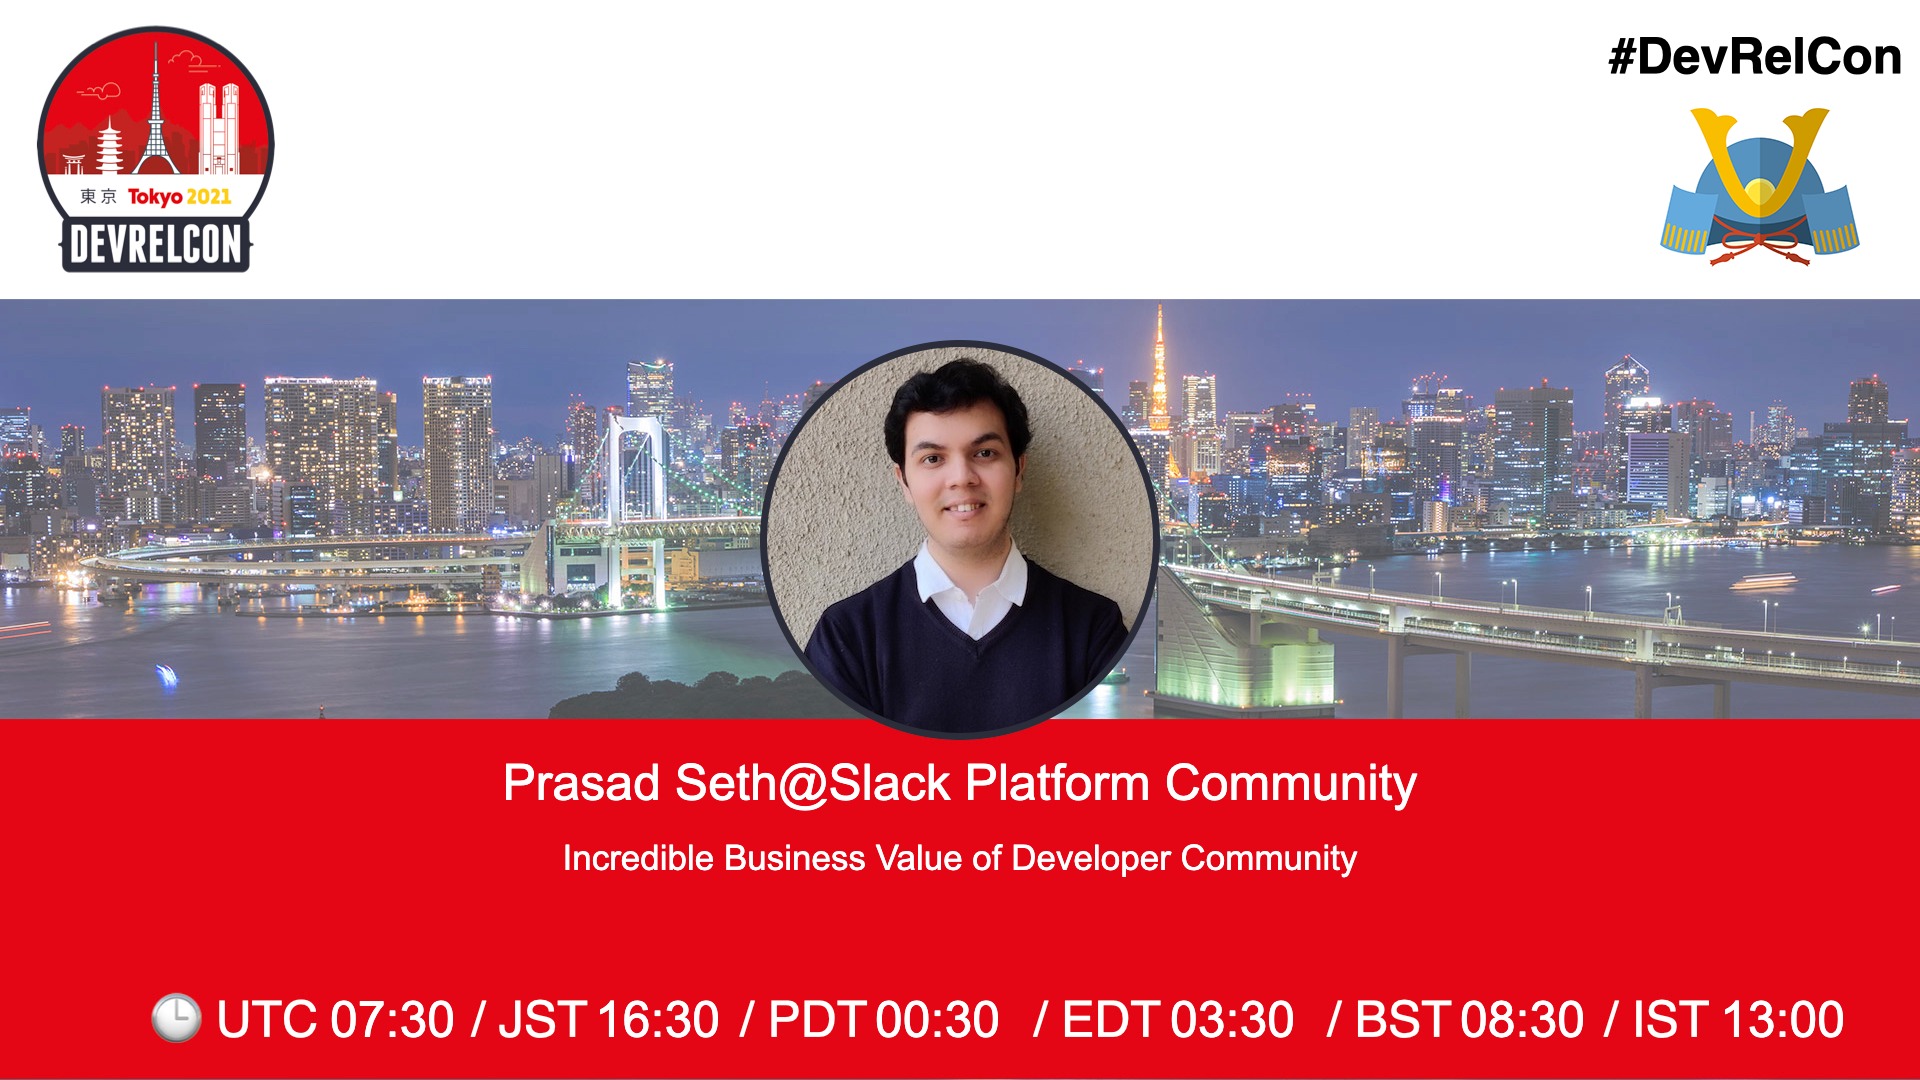 #DevRelCon
東京 Tokyo 2021
DEVRELCON
Prasad Seth@Slack Platform Community
Incredible Business Value of Developer Community
UTC 07:30 / JST 16:30 / PDT 00:30 / EDT 03:30 / BST 08:30 / IST 13:00